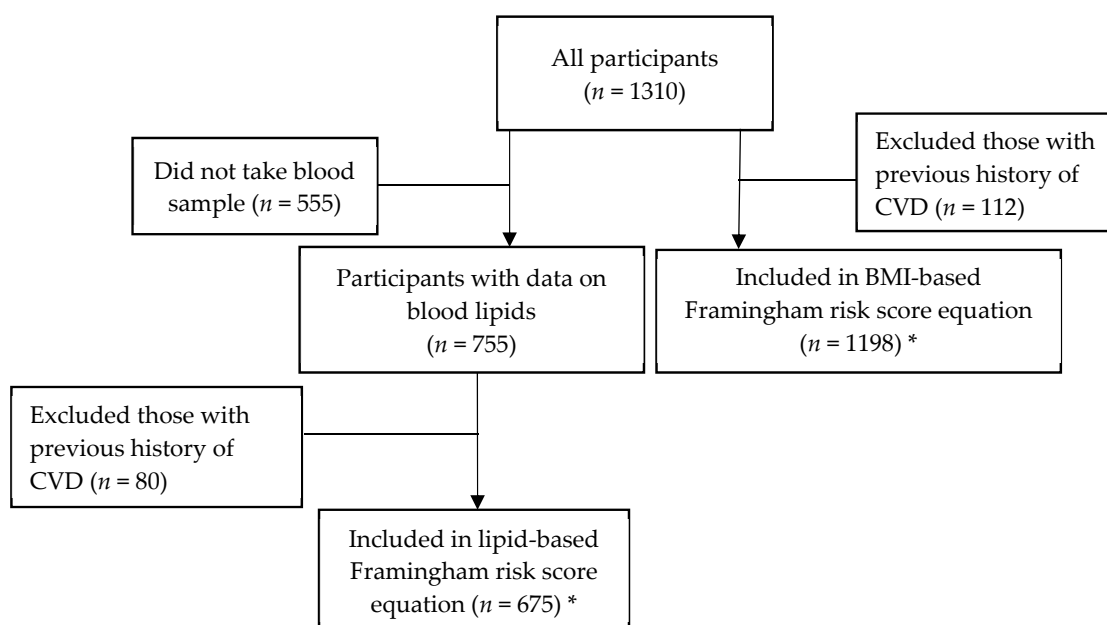 All participants
(n = 1310)
Did not take blood
sample (n = 555)
Excluded those with
previous history of
CVD (n = 112)
Participants with data on
blood lipids
(n = 755)
Included in BMI-based
Framingham risk score equation
(n = 1198) *
Excluded those with
previous history of
CVD (n = 80)
Included in lipid-based
Framingham risk score
equation (n = 675) *